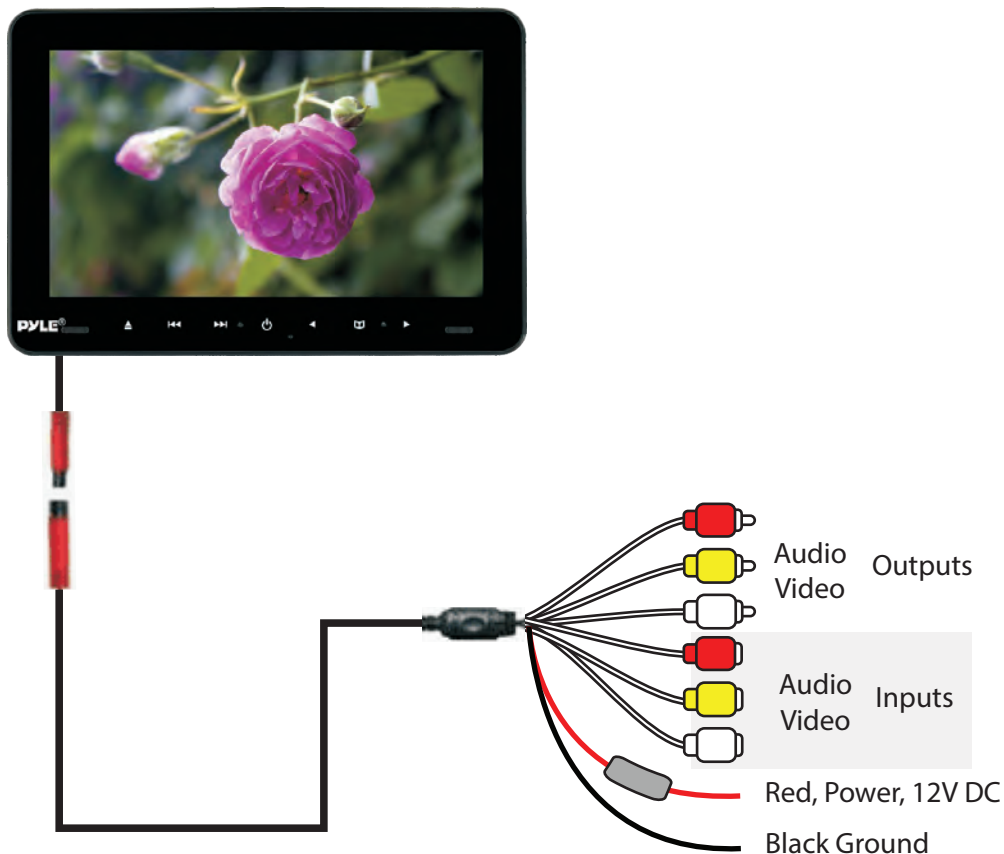 PYLE®
Audio
Video
Outputs
Audio
Video
Inputs
Red, Power, 12V DC
Black Ground